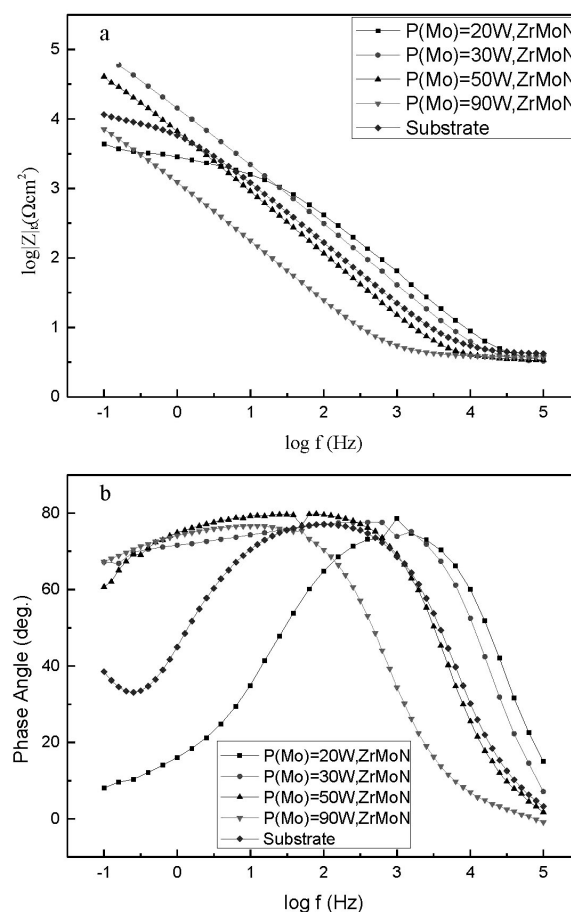 a
P(Mo)=20W,ZrMoN
P(Mo)=30W,ZrMoN
P(Mo)=50W,ZrMoN
P(Mo)=90W,ZrMoN
Substrate
5
4
3
2
1
0
-1 0 1 2 3 4 5
log f (Hz)
b
80
60
40
20
0
Phase Angle (deg.)
P(Mo)=20W,ZrMoN
P(Mo)=30W,ZrMoN
P(Mo)=50W,ZrMoN
P(Mo)=90W,ZrMoN
Substrate
-1 0 1 2 3 4 5
log f (Hz)